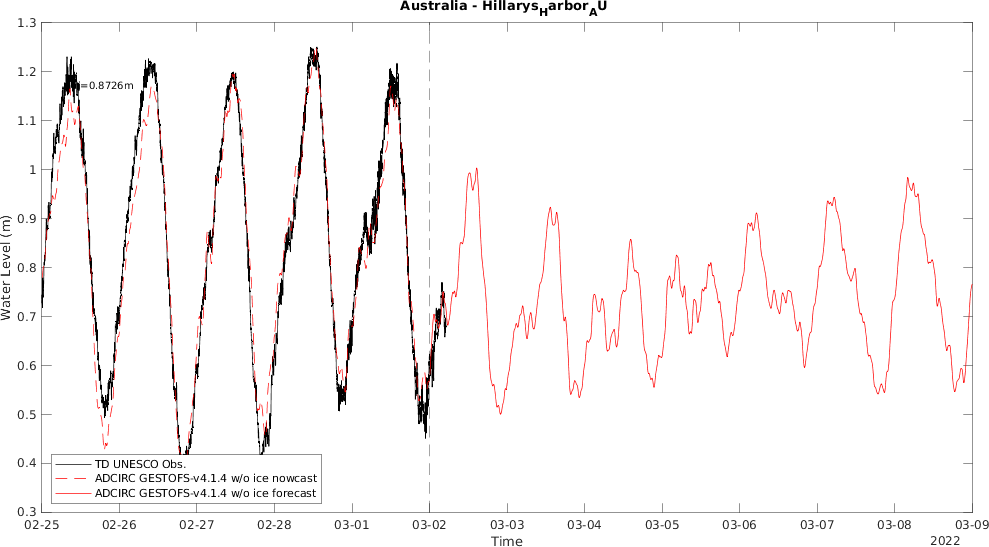 Australia - HillarysHarborAU
1.3
1.2
=0.8726m
1.1
1
0.9
0.8
0.7
0.6
0.5
0.4
0.3
Water Level (m)
TD UNESCO Obs.
ADCIRC GESTOFS-v4.1.4 w/o ice nowcast
ADCIRC GESTOFS-v4.1.4 w/o ice forecast
02-25 02-26 02-27 02-28 03-01 03-02 03-03 03-04 03-05 03-06 03-07 03-08 03-09
Time
2022